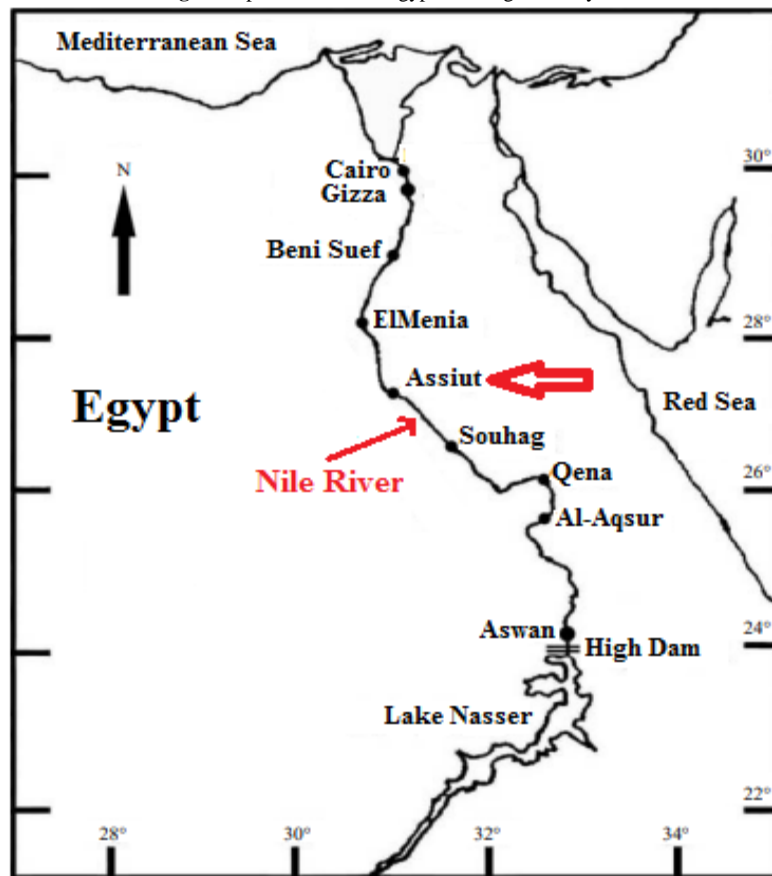 Mediterranean Sea
N
30°
Cairo
Gizza
Beni Suef
28°
ElMenia
Assiut
Egypt
Red Sea
Souhag
Nile River
26°
Qena
Al-Aqsur
Aswan
24°
High Dam
Lake Nasser
22°
28°
30°
32°
34°